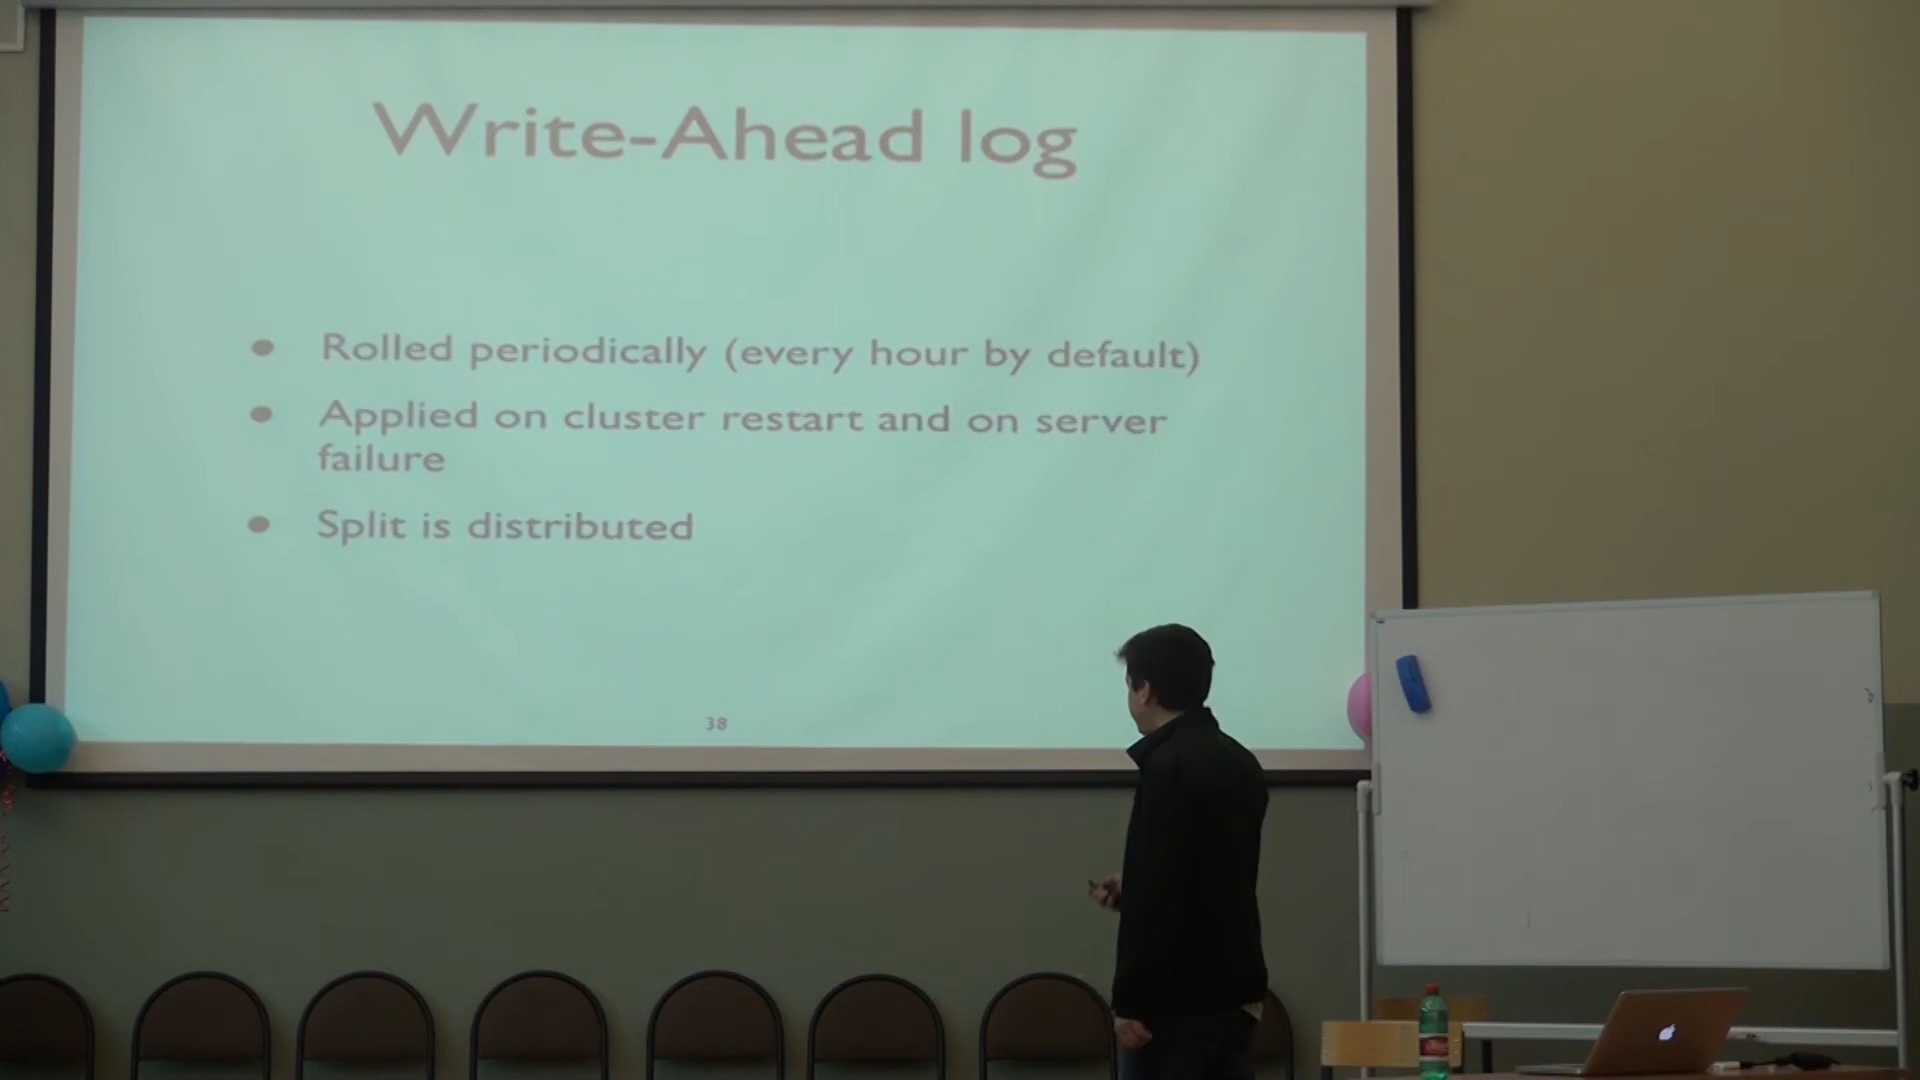 Write-Ahead log
Rolled periodically (every hour by default)
Applied on cluster restart and on server
failure
Split is distributed
38